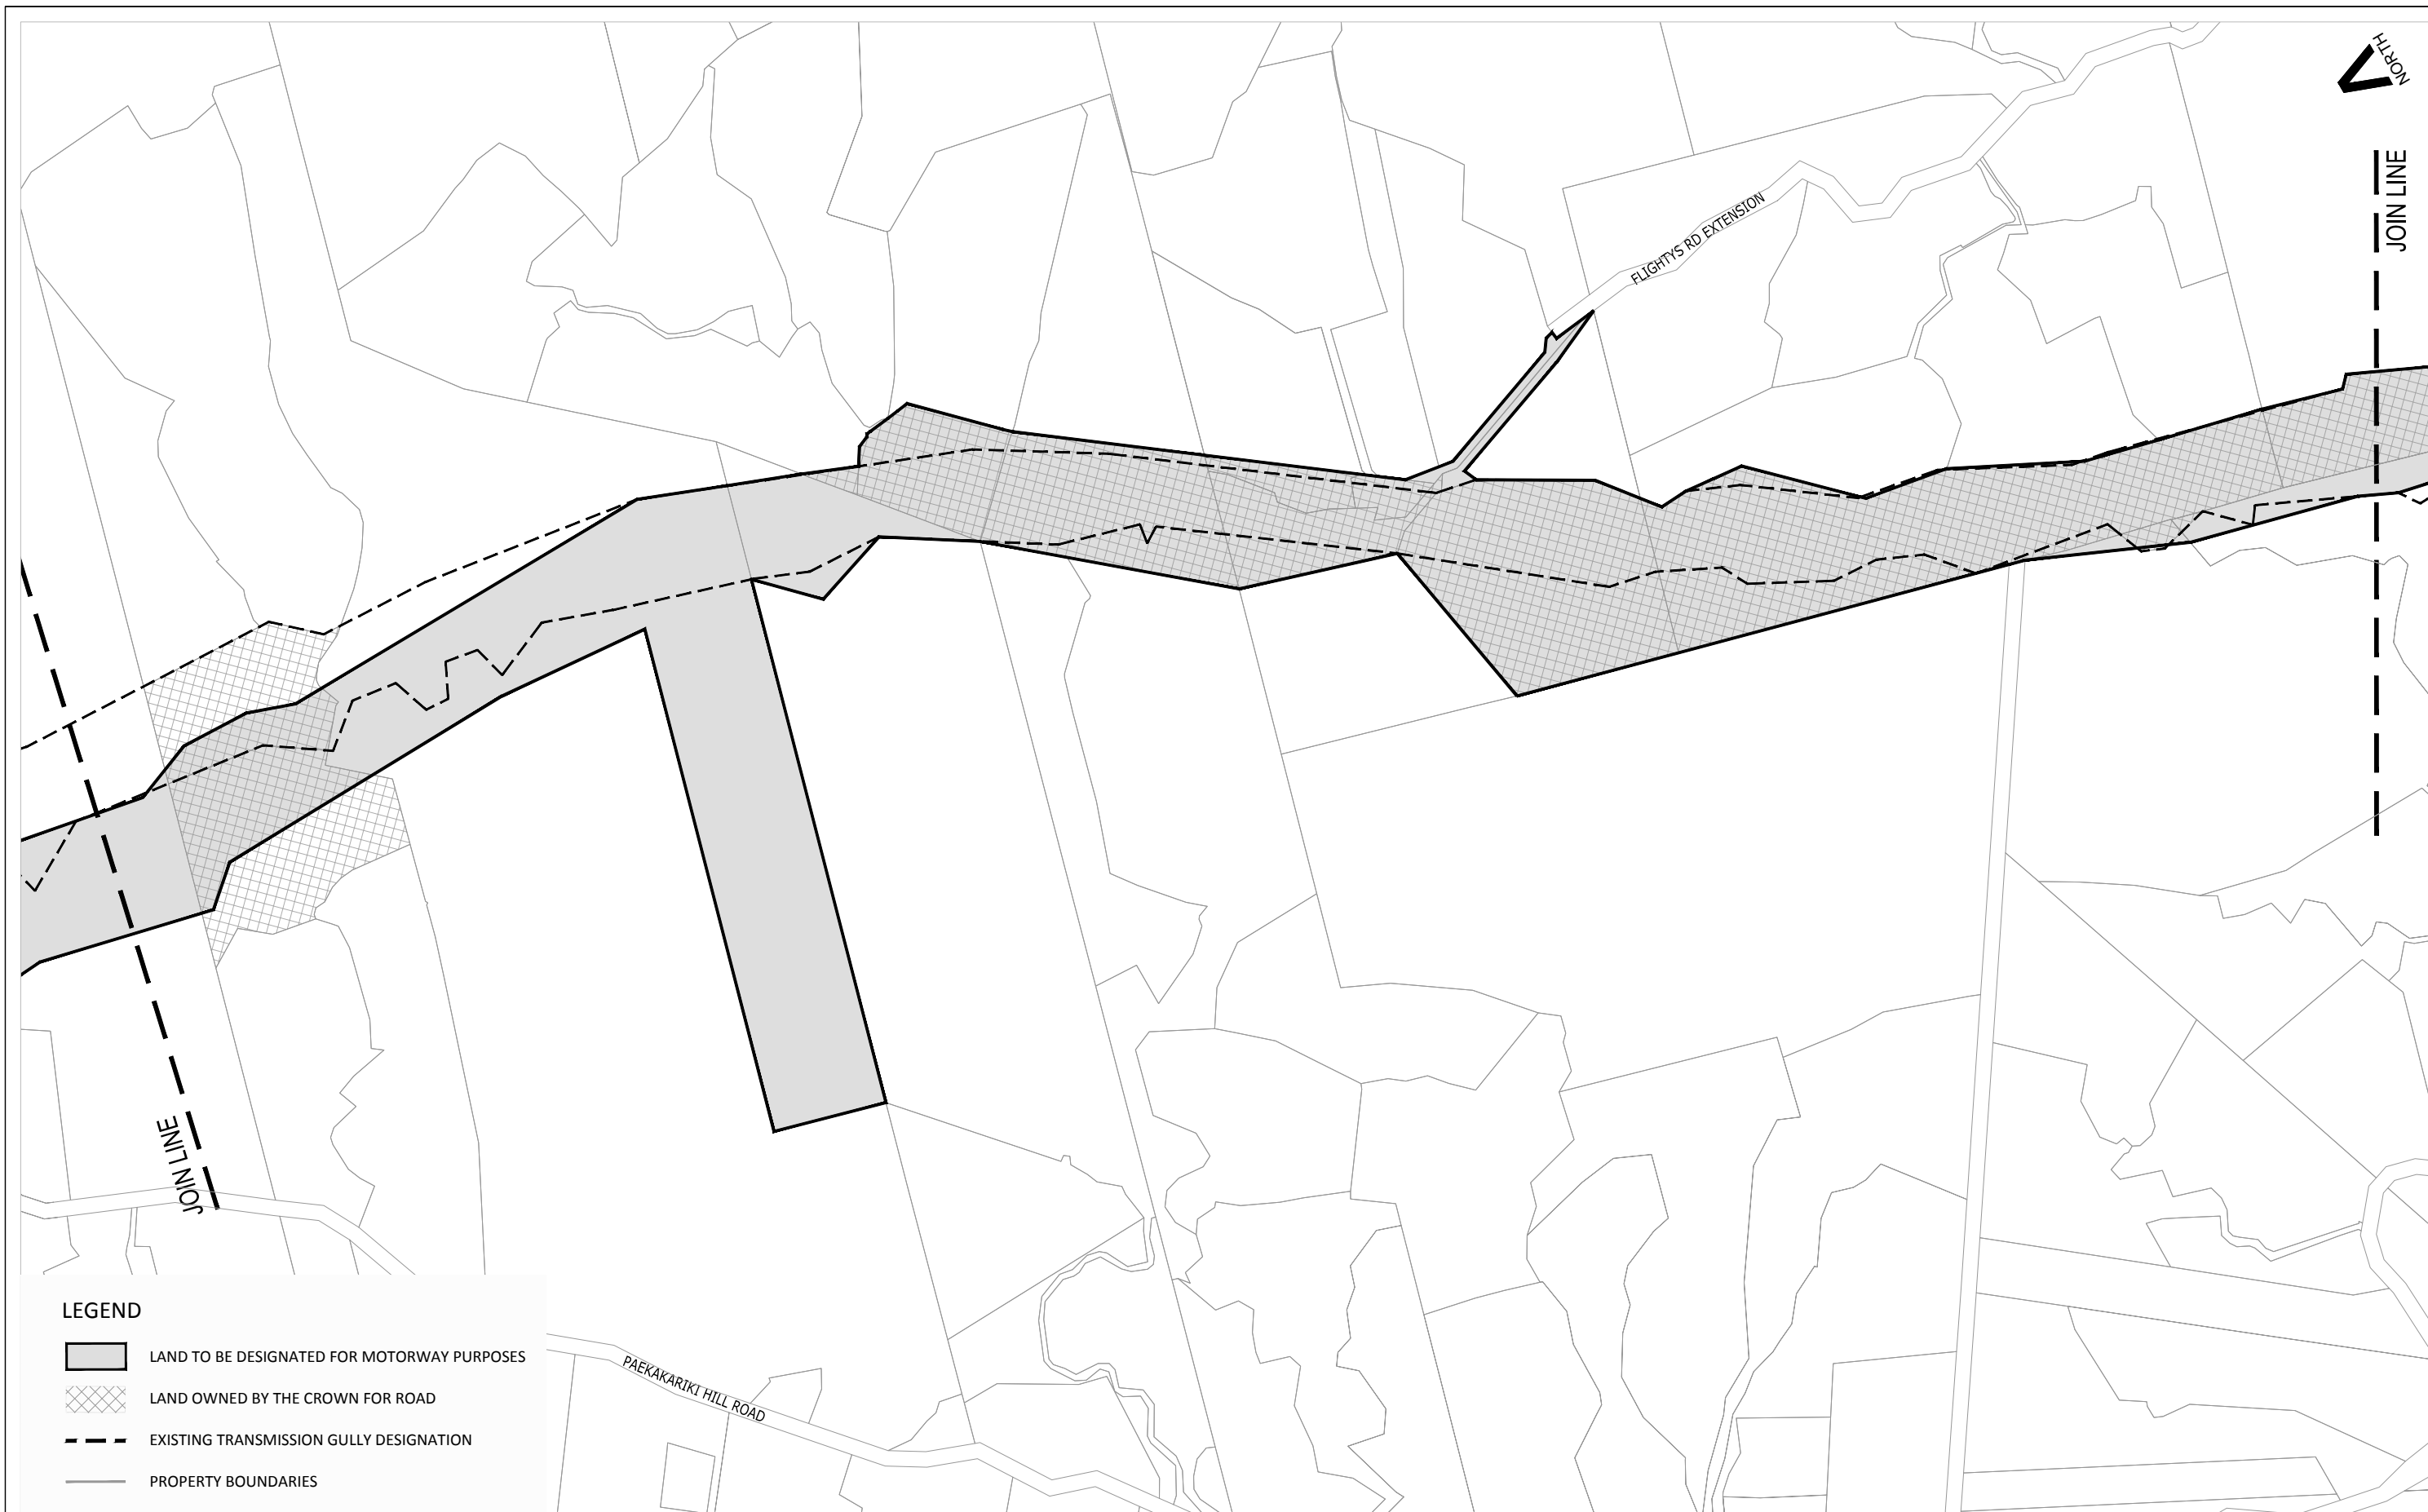 NORTH
JOIN LINE
FLIGHTYS RD EXTENSION
JOIN LINE
PAEKAKARIKI HILL ROAD
LEGEND
LAND TO BE DESIGNATED FOR MOTORWAY PURPOSES
LAND OWNED BY THE CROWN FOR ROAD
EXISTING TRANSMISSION GULLY DESIGNATION
PROPERTY BOUNDARIES